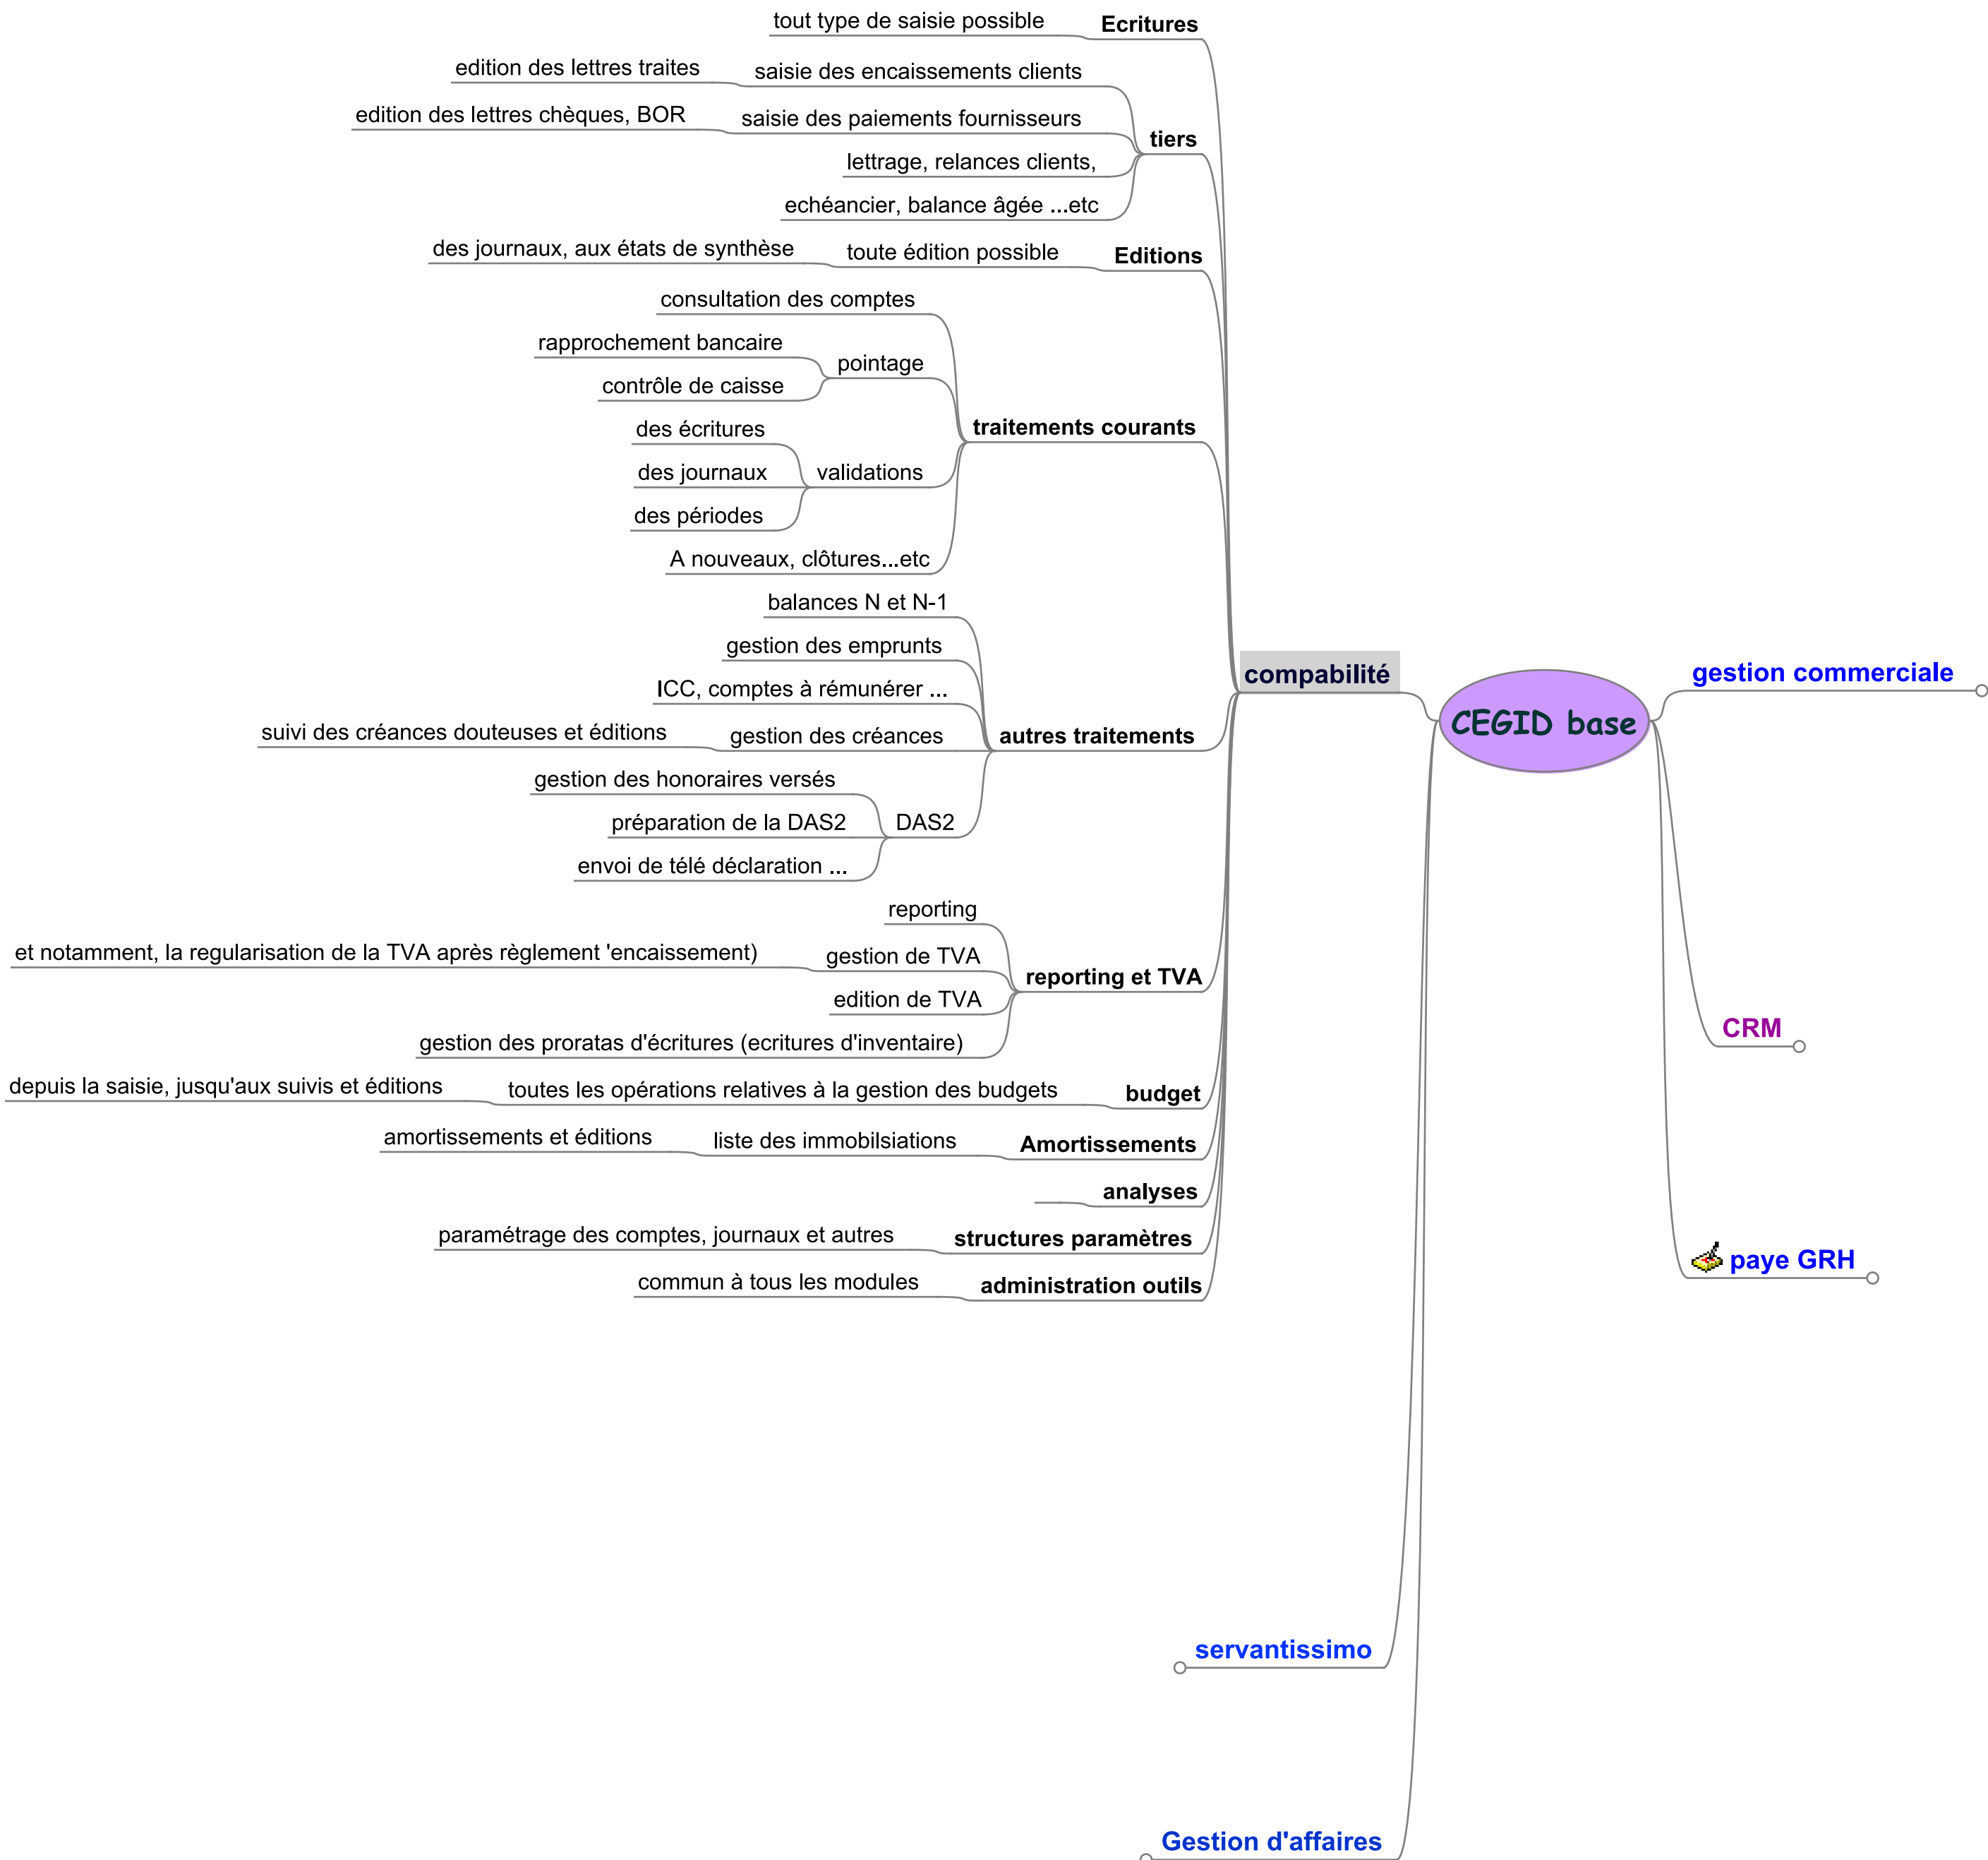 CEGID base
compabilité
Ecritures
tout type de saisie possible
tiers
saisie des encaissements clients
edition des lettres traites
saisie des paiements fournisseurs
edition des lettres chèques, BOR
lettrage, relances clients,
echéancier, balance âgée ...etc
Editions
toute édition possible
des journaux, aux états de synthèse
traitements courants
consultation des comptes
pointage
rapprochement bancaire
contrôle de caisse
validations
des écritures
des journaux
des périodes
A nouveaux, clôtures...etc
autres traitements
balances N et N-1
gestion des emprunts
ICC, comptes à rémunérer ...
gestion des créances
suivi des créances douteuses et éditions
DAS2
gestion des honoraires versés
préparation de la DAS2
envoi de télé déclaration ...
reporting et TVA
reporting
gestion de TVA
et notamment, la regularisation de la TVA après règlement 'encaissement)
edition de TVA
gestion des proratas d'écritures (ecritures d'inventaire)
budget
toutes les opérations relatives à la gestion des budgets
depuis la saisie, jusqu'aux suivis et éditions
Amortissements
liste des immobilsiations
amortissements et éditions
analyses
structures paramètres
paramétrage des comptes, journaux et autres
administration outils
commun à tous les modules
servantissimo
Gestion d'affaires
gestion commerciale
CRM
paye GRH